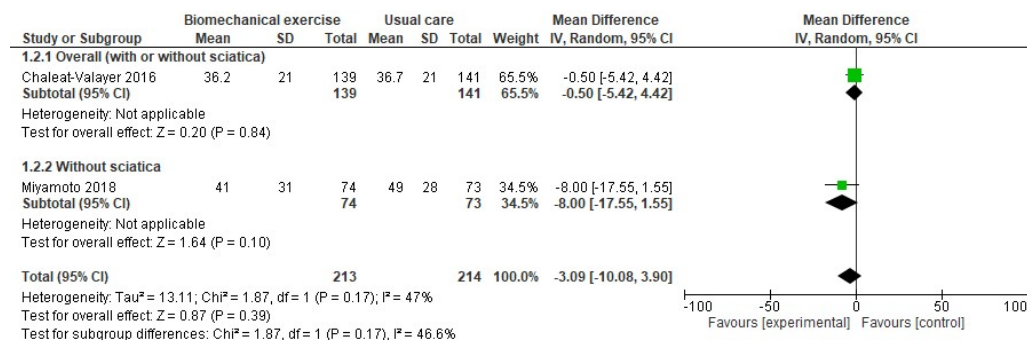 Biomechanical exercise Usual care Mean Difference Mean Difference
Study or Subgroup Mean SD Total Mean SD Total Weight IV, Random, 95% CI IV, Random, 95% CI
1.2.1 Overall (with or without sciatica)
Chaleat-Valayer 2016 36.2 21 139 36.7 21 141 65.5% -0.50 [-5.42, 4.42]
Subtotal (95% CI) 139 141 65.5% -0.50 [-5.42, 4.42]
Heterogeneity: Not applicable
Test for overall effect: Z = 0.20 (P = 0.84)
1.2.2 Without sciatica
Miyamoto 2018 41 31 74 49 28 73 34.5% -8.00 [-17.55, 1.55]
Subtotal (95% CI) 74 73 34.5% -8.00 [-17.55, 1.55]
Heterogeneity: Not applicable
Test for overall effect: Z = 1.64 (P = 0.10)
Total (95% CI) 213 214 100.0% -3.09 [-10.08, 3.90]
Heterogeneity: Tau² = 13.11; Chi² = 1.87, df = 1 (P = 0.17); I² = 47%
Test for overall effect: Z = 0.87 (P = 0.39)
Test for subgroup differences: Chi² = 1.87, df = 1 (P = 0.17), I² = 46.6%
-100 -50 0 50 100
Favours [experimental] Favours [control]